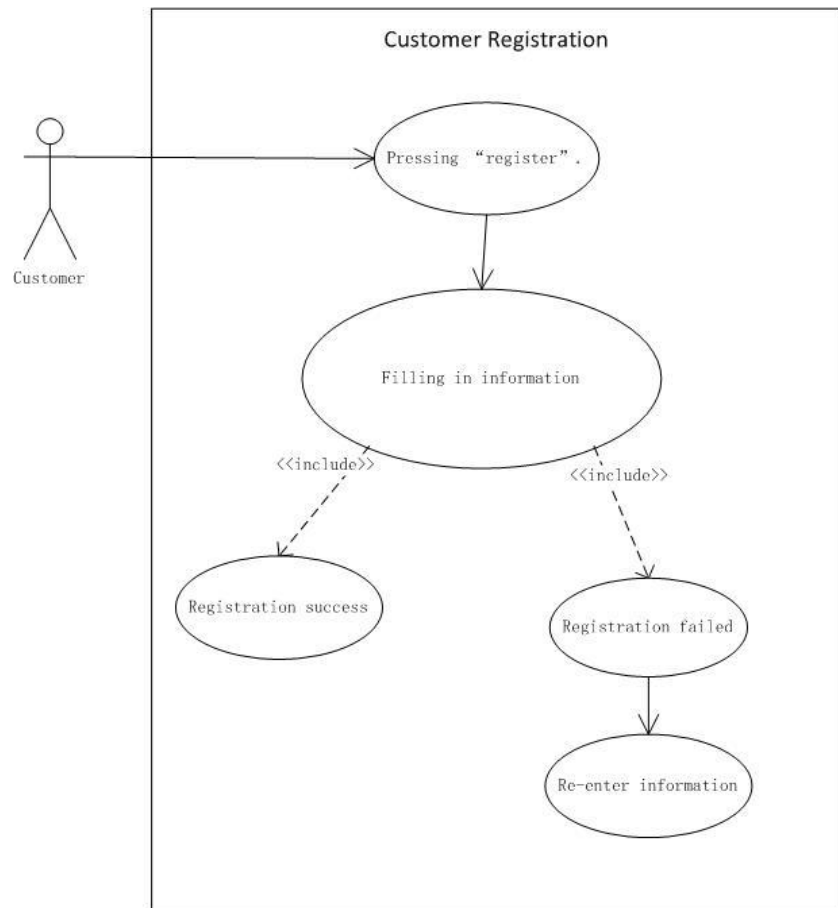 Customer Registration
Pressing “register”.
Customer
Filling in information
<<include>>
<<include>>
Registration success
Registration failed
Re-enter information